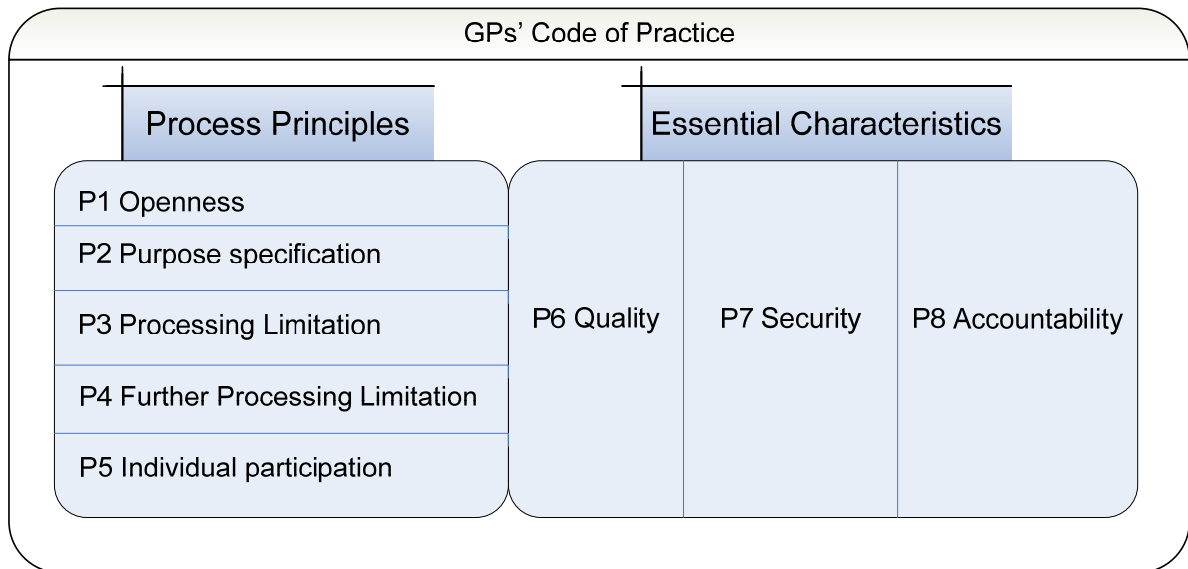 GPs’ Code of Practice
Process Principles
Essential Characteristics
P1 Openness
P2 Purpose specification
P3 Processing Limitation
P4 Further Processing Limitation
P5 Individual participation
P6 Quality
P7 Security
P8 Accountability